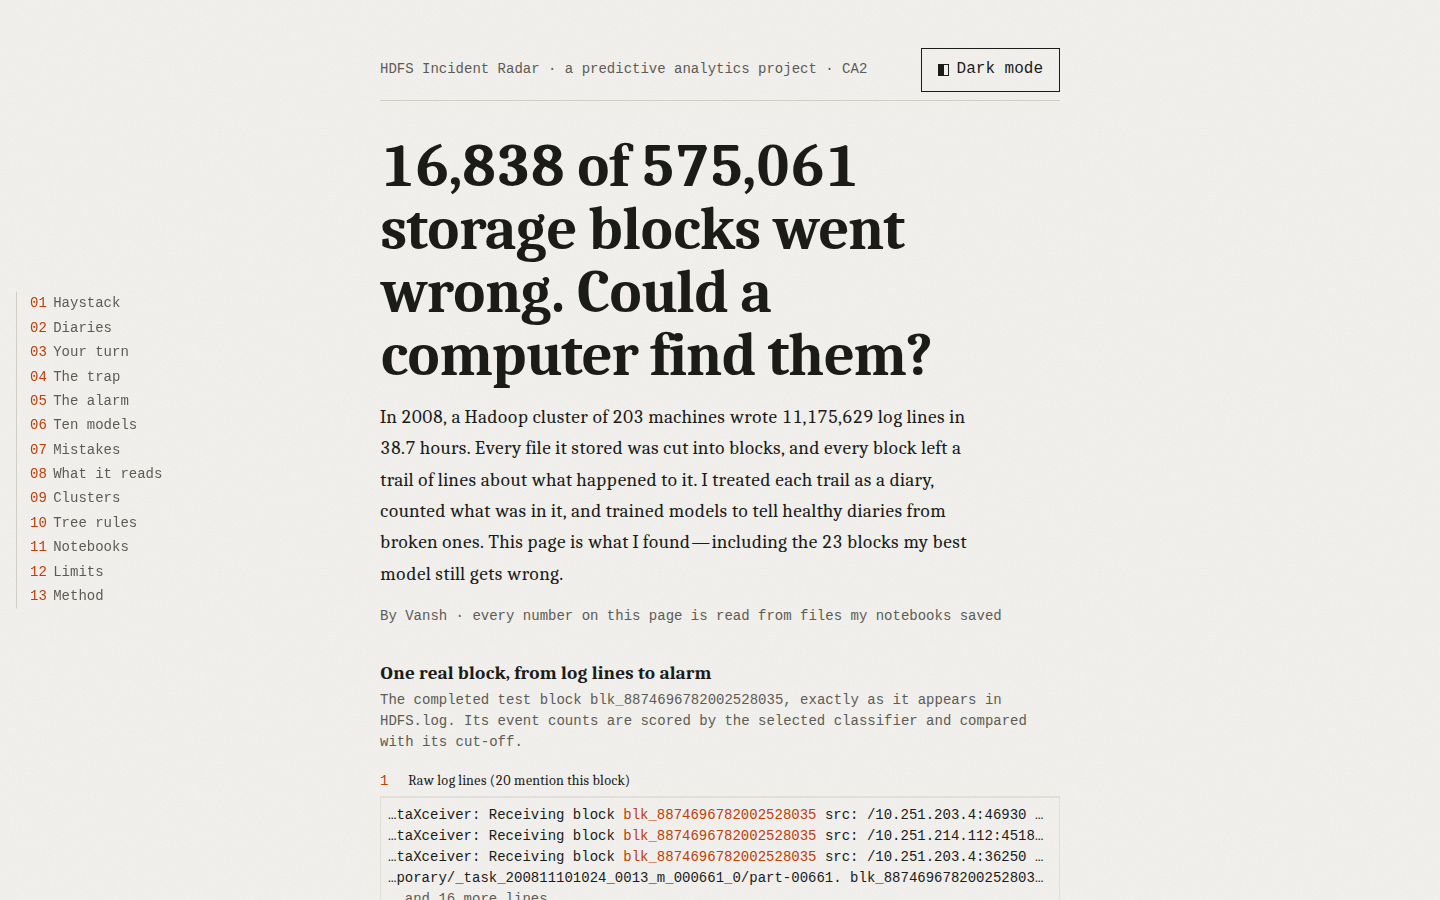 HDFS Incident Radar · a predictive analytics project · CA2
Dark mode
16,838 of 575,061
storage blocks went
wrong. Could a
computer find them?
In 2008, a Hadoop cluster of 203 machines wrote 11,175,629 log lines in
38.7 hours. Every file it stored was cut into blocks, and every block left a
trail of lines about what happened to it. I treated each trail as a diary,
counted what was in it, and trained models to tell healthy diaries from
broken ones. This page is what I found—including the 23 blocks my best
model still gets wrong.
By Vansh · every number on this page is read from files my notebooks saved
01 Haystack
02 Diaries
03 Your turn
04 The trap
05 The alarm
06 Ten models
07 Mistakes
08 What it reads
09 Clusters
10 Tree rules
11 Notebooks
12 Limits
13 Method
One real block, from log lines to alarm
The completed test block blk_8874696782002528035, exactly as it appears in
HDFS.log. Its event counts are scored by the selected classifier and compared
with its cut-off.
1 Raw log lines (20 mention this block)
…taXceiver: Receiving block blk_8874696782002528035 src: /10.251.203.4:46930 …
…taXceiver: Receiving block blk_8874696782002528035 src: /10.251.214.112:4518…
…taXceiver: Receiving block blk_8874696782002528035 src: /10.251.203.4:36250 …
…porary/_task_200811101024_0013_m_000661_0/part-00661. blk_887469678200252803…
… and 16 more lines